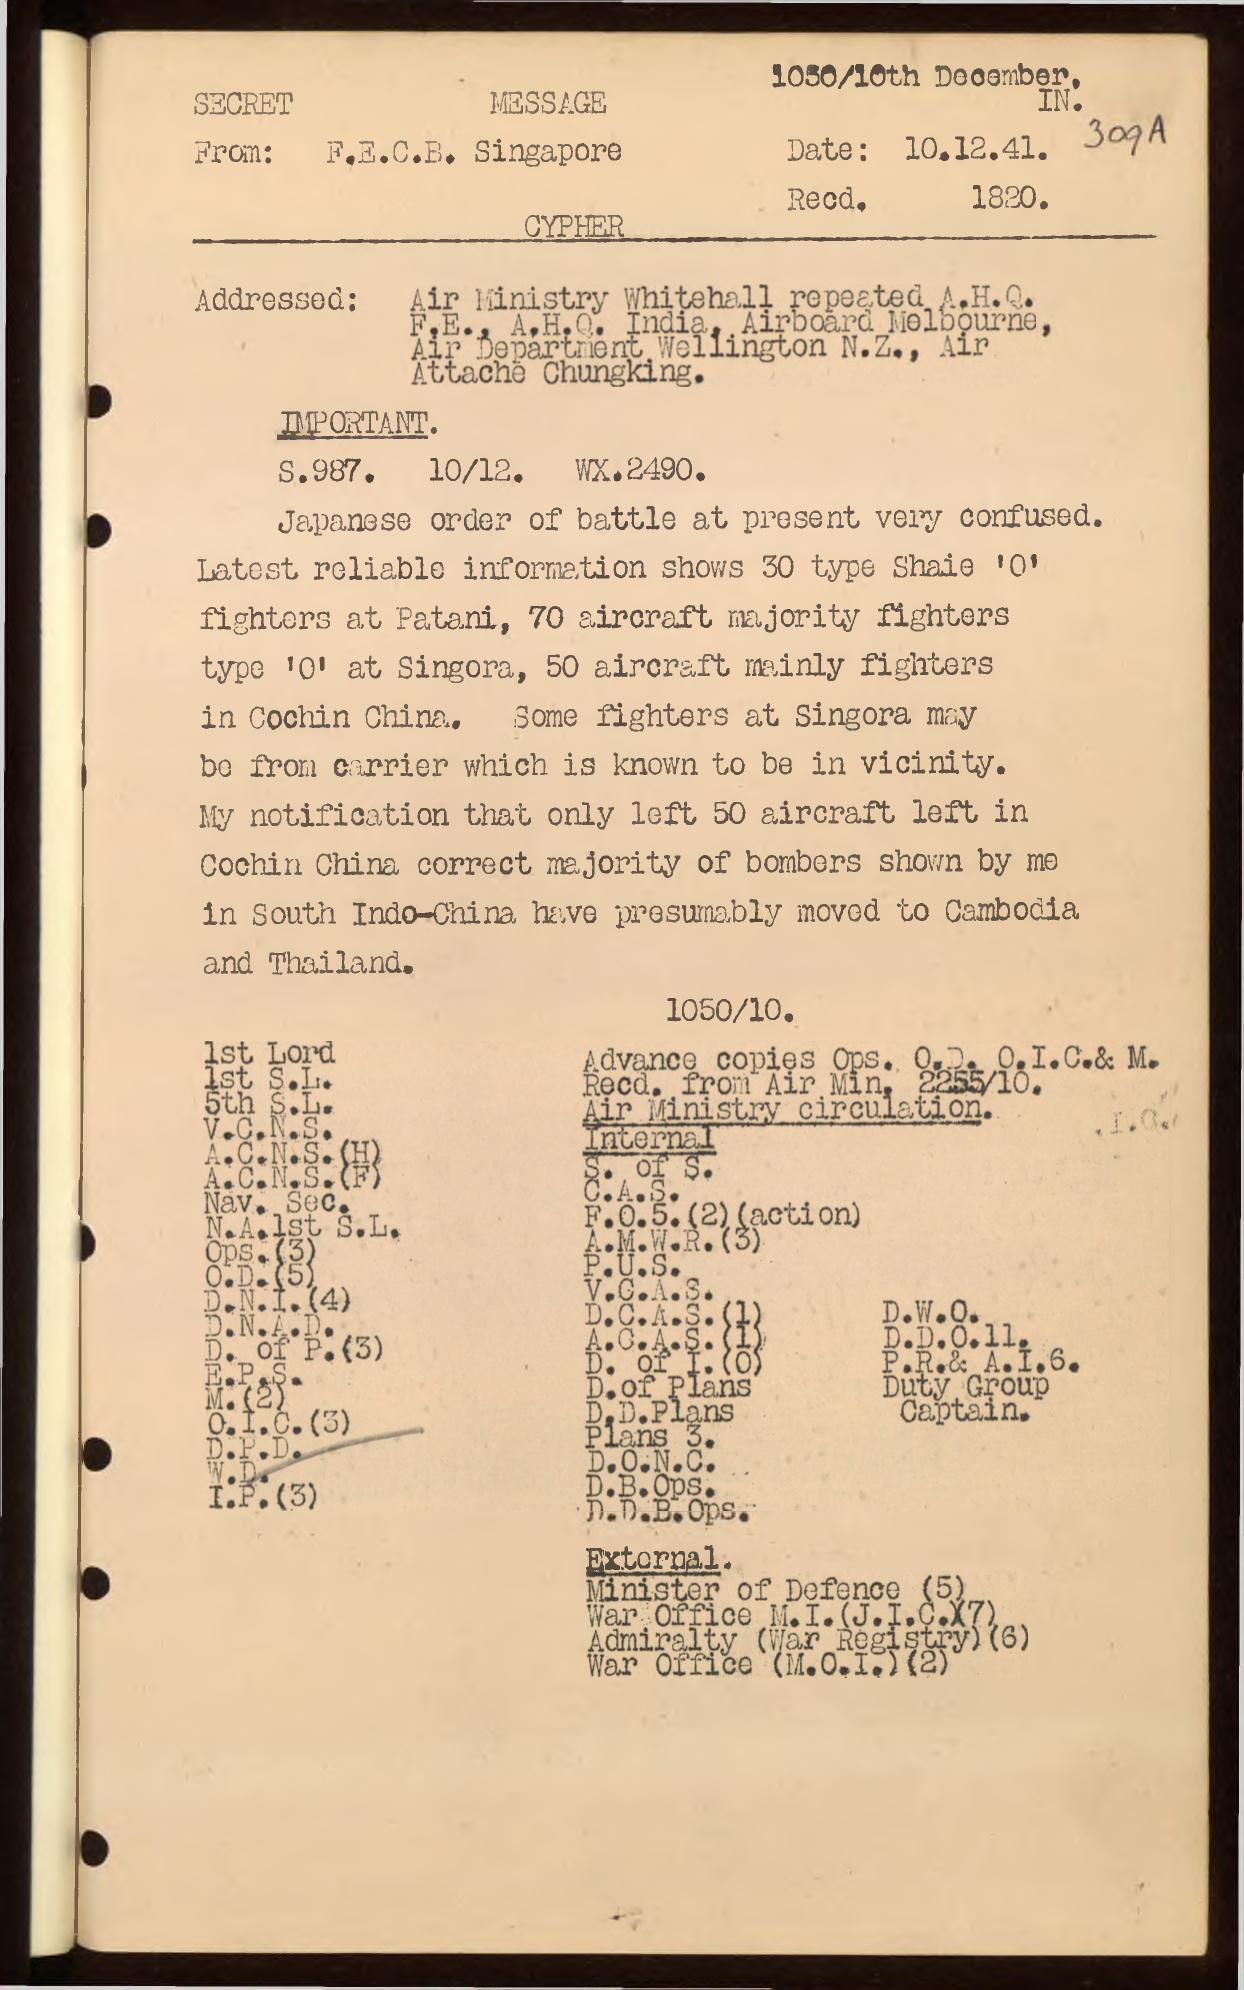 1050/10th December.
SECRET MESSAGE IN.
309A
From: F.E.C.B. Singapore Date: 10.12.41.
Recd. 1820.
CYPHER
Addressed: Air Ministry Whitehall repeated A.H.Q.
F.E., A.H.Q. India, Airboard Melbourne,
Air Department Wellington N.Z., Air
Attache Chungking.
IMPORTANT.
S.987. 10/12. WX.2490.
Japanese order of battle at present very confused.
Latest reliable information shows 30 type Shaie 'O'
fighters at Patani, 70 aircraft majority fighters
type 'O' at Singora, 50 aircraft mainly fighters
in Cochin China. Some fighters at Singora may
be from carrier which is known to be in vicinity.
My notification that only left 50 aircraft left in
Cochin China correct majority of bombers shown by me
in South Indo-China have presumably moved to Cambodia
and Thailand.
1050/10.
1st Lord
1st S.L.
5th S.L.
V.C.N.S.
A.C.N.S.(H)
A.C.N.S.(F)
Nav. Sec.
N.A.1st S.L.
Ops.(3)
O.D.(5)
D.N.I.(4)
D.N.A.D.
D. of P.(3)
E.P.S.
M.(2)
O.I.C.(3)
D.P.D.
W.D.
I.P.(3)
Advance copies Ops. O.D. O.I.C.& M.
Recd. from Air Min. 2255/10.
Air Ministry circulation.
Internal
S. of S.
C.A.S.
F.O.5.(2)(action)
A.M.W.R.(3)
P.U.S.
V.C.A.S.
D.C.A.S.(1)
A.C.A.S.(1)
D. of I.(O)
D.of Plans
D.D.Plans
Plans 3.
D.O.N.C.
D.B.Ops.
D.D.B.Ops.
D.W.O.
D.D.O.11.
P.R.& A.I.6.
Duty Group
Captain.
External.
Minister of Defence (5)
War Office M.I.(J.I.C.)(7)
Admiralty (War Registry)(6)
War Office (M.O.I.)(2)